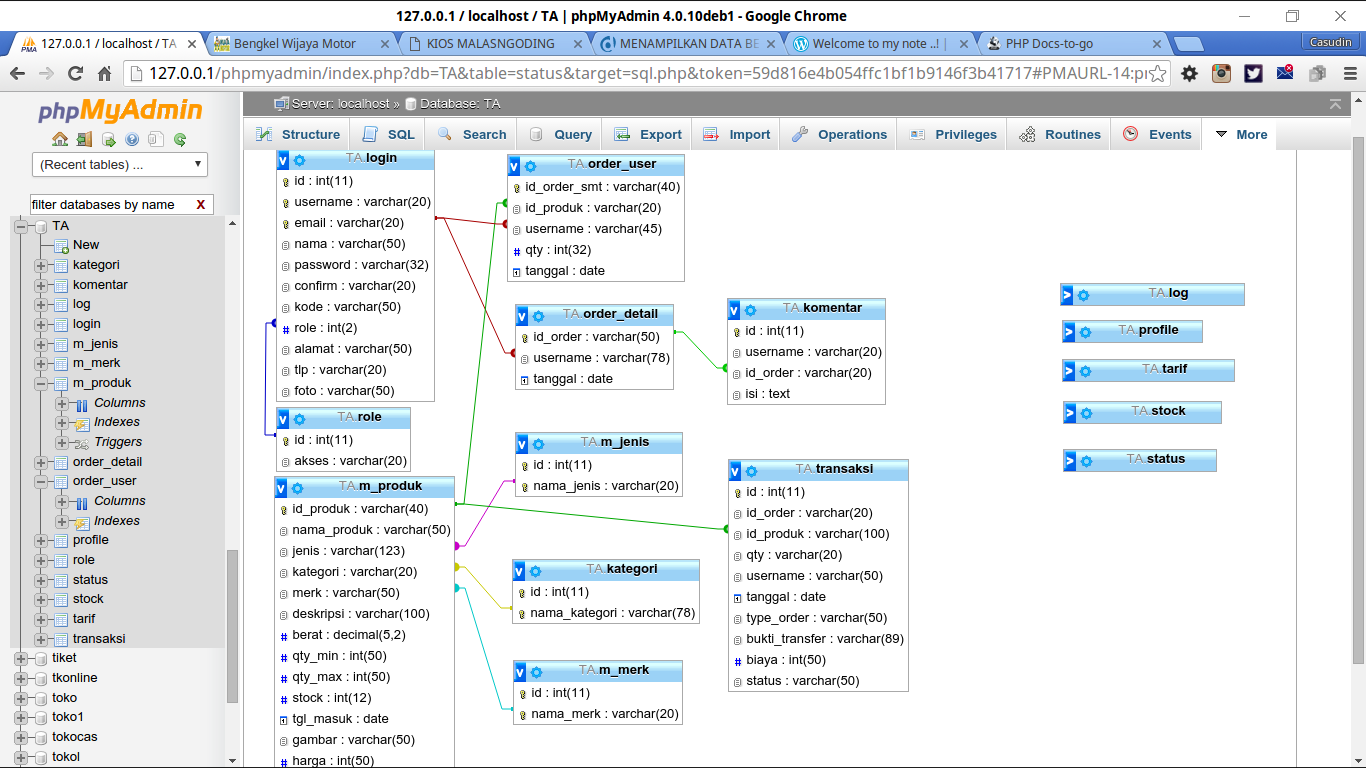 127.0.0.1 / localhost / TA | phpMyAdmin 4.0.10deb1 - Google Chrome
127.0.0.1 / localhost / TA
Bengkel Wijaya Motor
KIOS MALASNGODING
MENAMPILKAN DATA BE
Welcome to my note ..! |
PHP Docs-to-go
Casudin
127.0.0.1/phpmyadmin/index.php?db=TA&table=status&target=sql.php&token=59d816e4b054ffc1bf1b9146f3b41717#PMAURL-14:p
phpMyAdmin
(Recent tables) ...
filter databases by name X
TA
New
kategori
komentar
log
login
m_jenis
m_merk
m_produk
Columns
Indexes
Triggers
order_detail
order_user
Columns
Indexes
profile
role
status
stock
tarif
transaksi
tiket
tkonline
toko
toko1
tokocas
tokol
Server: localhost » Database: TA
Structure
SQL
Search
Query
Export
Import
Operations
Privileges
Routines
Events
More
TA.login
id : int(11)
username : varchar(20)
email : varchar(20)
nama : varchar(50)
password : varchar(32)
confirm : varchar(20)
kode : varchar(50)
role : int(2)
alamat : varchar(50)
tlp : varchar(20)
foto : varchar(50)
TA.role
id : int(11)
akses : varchar(20)
TA.m_produk
id_produk : varchar(40)
nama_produk : varchar(50)
jenis : varchar(123)
kategori : varchar(20)
merk : varchar(50)
deskripsi : varchar(100)
berat : decimal(5,2)
qty_min : int(50)
qty_max : int(50)
stock : int(12)
tgl_masuk : date
gambar : varchar(50)
harga : int(50)
TA.order_user
id_order_smt : varchar(40)
id_produk : varchar(20)
username : varchar(45)
qty : int(32)
tanggal : date
TA.order_detail
id_order : varchar(50)
username : varchar(78)
tanggal : date
TA.m_jenis
id : int(11)
nama_jenis : varchar(20)
TA.kategori
id : int(11)
nama_kategori : varchar(78)
TA.m_merk
id : int(11)
nama_merk : varchar(20)
TA.komentar
id : int(11)
username : varchar(20)
id_order : varchar(20)
isi : text
TA.transaksi
id : int(11)
id_order : varchar(20)
id_produk : varchar(100)
qty : varchar(20)
username : varchar(50)
tanggal : date
type_order : varchar(50)
bukti_transfer : varchar(89)
biaya : int(50)
status : varchar(50)
TA.log
TA.profile
TA.tarif
TA.stock
TA.status